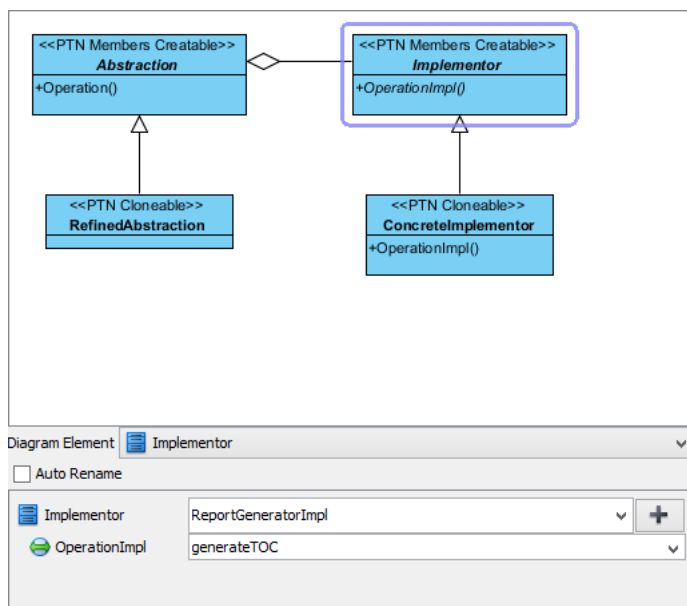 <<PTN Members Creatable>>
Abstraction
+Operation()
<<PTN Members Creatable>>
Implementor
+OperationImpl()
<<PTN Cloneable>>
RefinedAbstraction
<<PTN Cloneable>>
ConcreteImplementor
+OperationImpl()
Diagram Element Implementor
Auto Rename
Implementor ReportGeneratorImpl
OperationImpl generateTOC